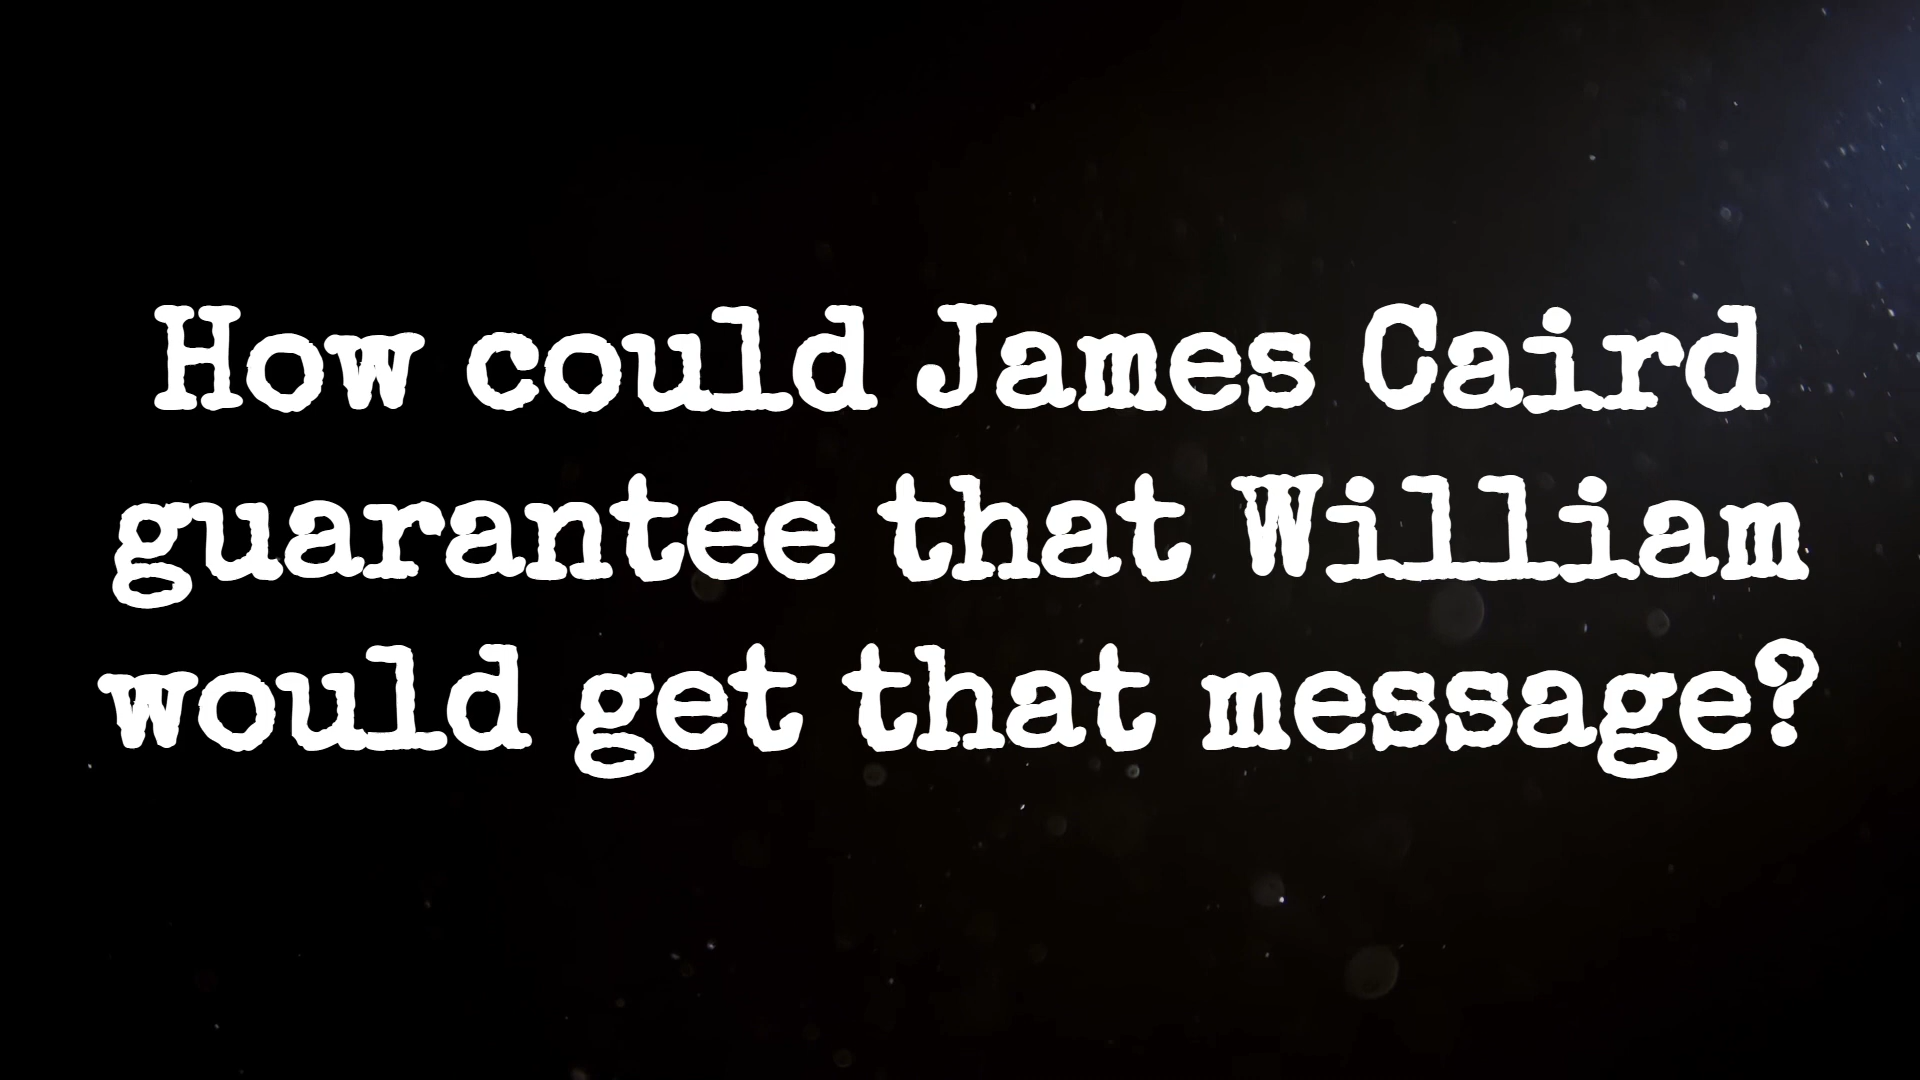 How could James Caird
guarantee that William
would get that message?